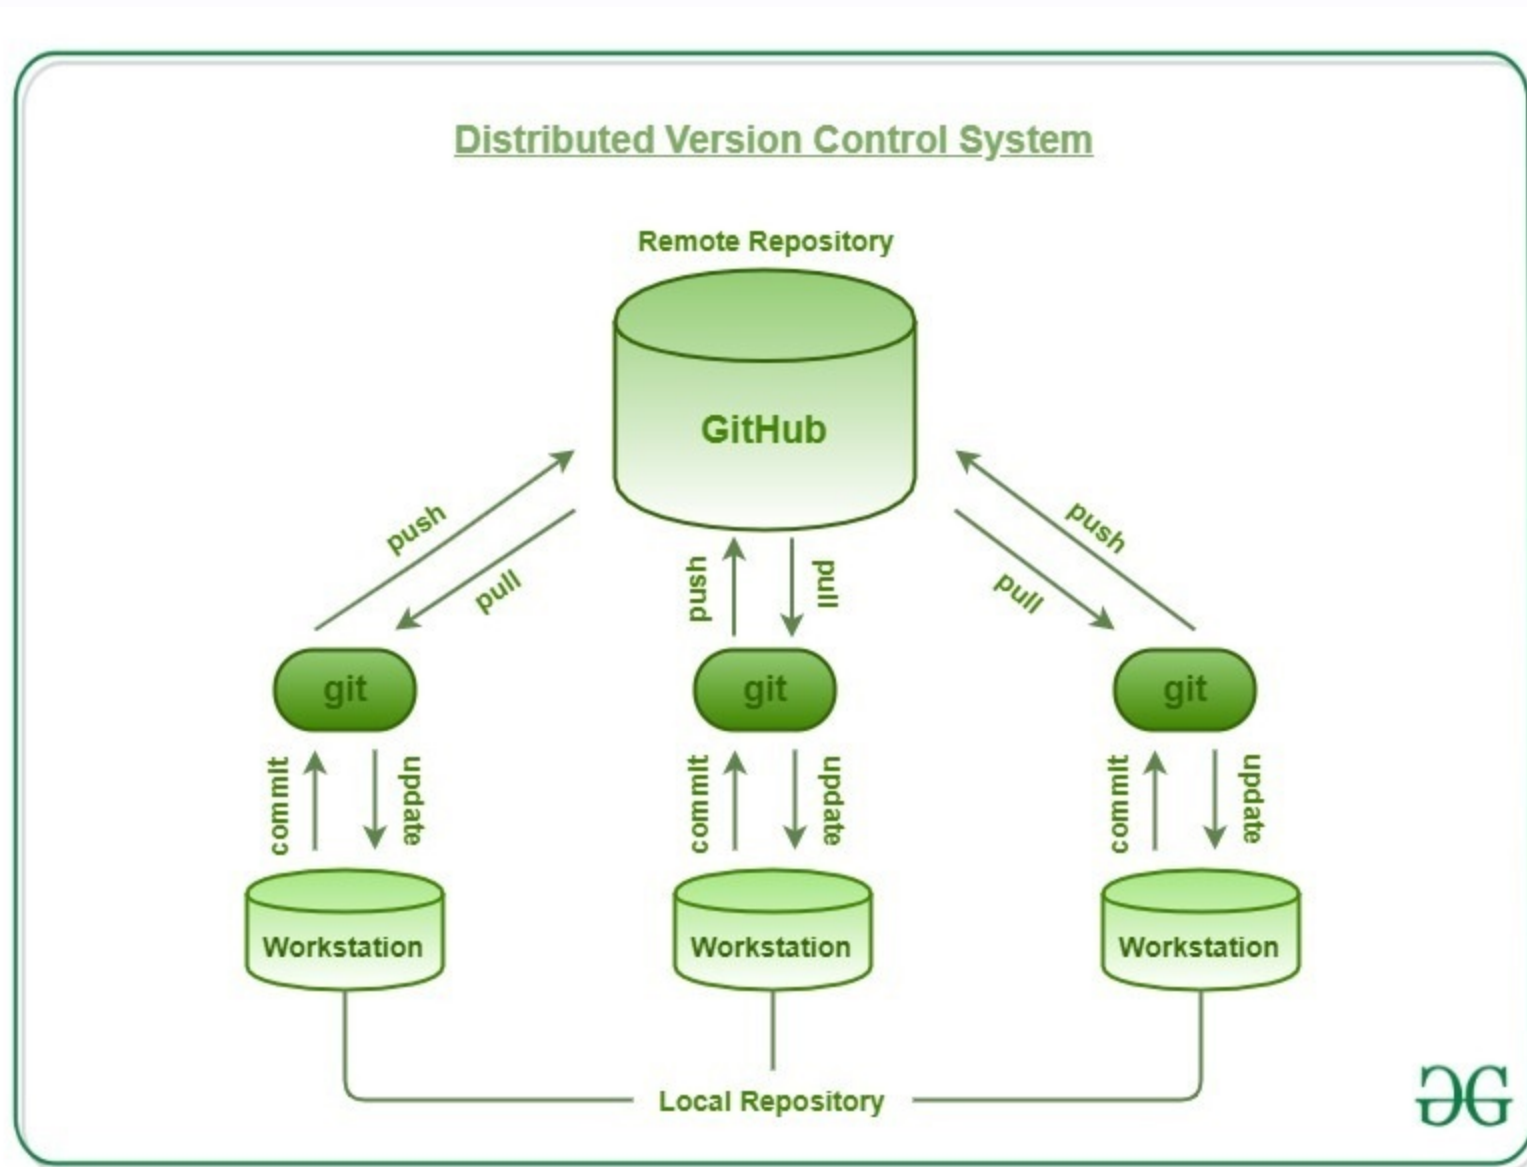 Distributed Version Control System
Remote Repository
GitHub
push
pull
push
pull
push
pull
git
git
git
commit
update
commit
update
commit
update
Workstation
Workstation
Workstation
Local Repository